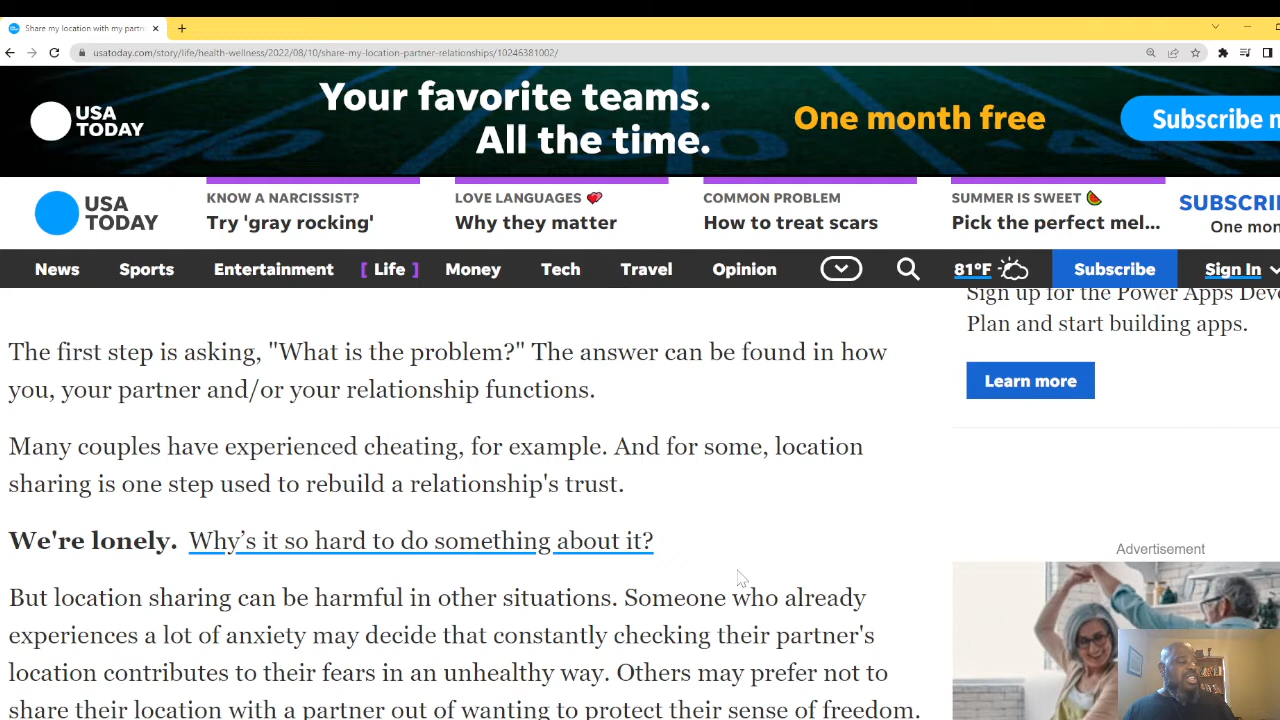 Share my location with my partn
usatoday.com/story/life/health-wellness/2022/08/10/share-my-location-partner-relationships/10246381002/
USA
TODAY
Your favorite teams.
All the time.
One month free
Subscribe n
USA
TODAY
KNOW A NARCISSIST?
Try 'gray rocking'
LOVE LANGUAGES
Why they matter
COMMON PROBLEM
How to treat scars
SUMMER IS SWEET
Pick the perfect mel...
SUBSCRI
One mon
News Sports Entertainment [ Life ] Money Tech Travel Opinion 81°F Subscribe Sign In
Sign up for the Power Apps Deve
Plan and start building apps.
Learn more
The first step is asking, "What is the problem?" The answer can be found in how
you, your partner and/or your relationship functions.
Many couples have experienced cheating, for example. And for some, location
sharing is one step used to rebuild a relationship's trust.
We're lonely. Why's it so hard to do something about it?
But location sharing can be harmful in other situations. Someone who already
experiences a lot of anxiety may decide that constantly checking their partner's
location contributes to their fears in an unhealthy way. Others may prefer not to
share their location with a partner out of wanting to protect their sense of freedom.
Advertisement